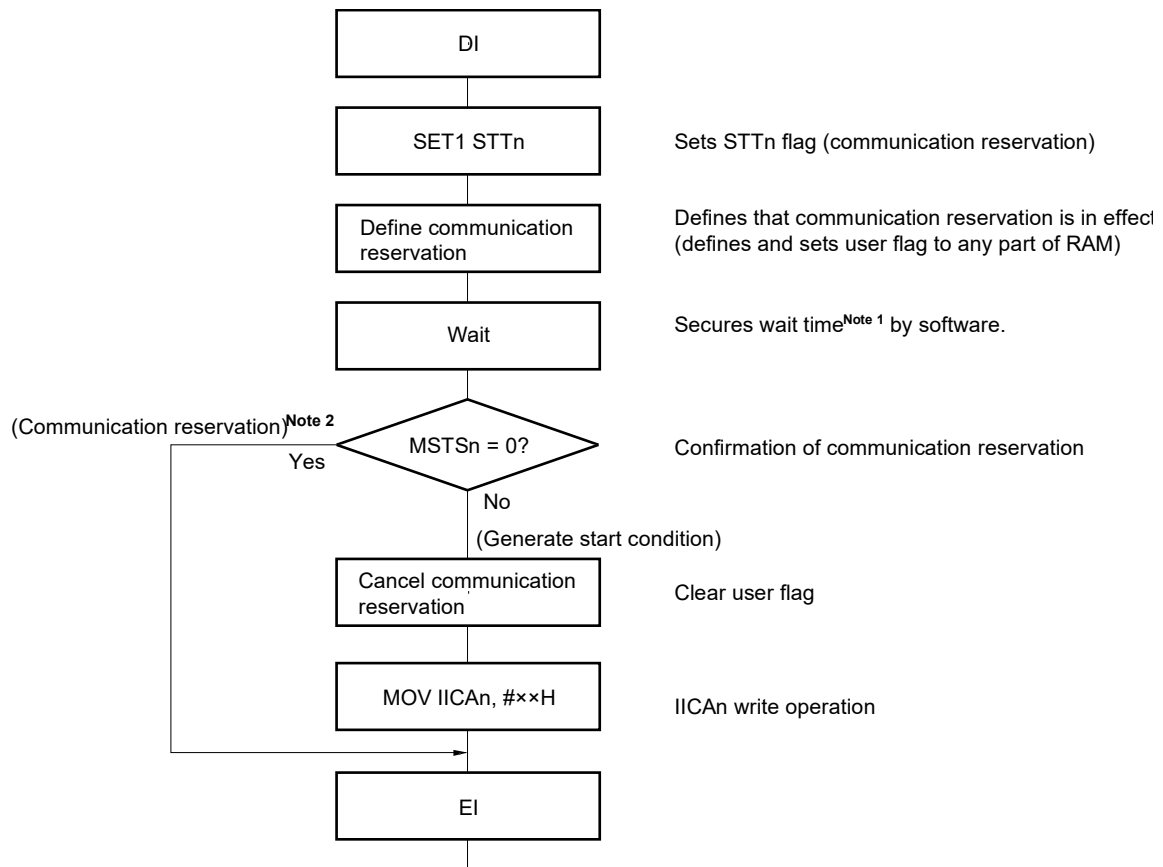 DI
SET1 STTn
Sets STTn flag (communication reservation)
Define communication
reservation
Defines that communication reservation is in effect
(defines and sets user flag to any part of RAM)
Wait
Secures wait timeNote 1 by software.
(Communication reservation)Note 2
MSTSn = 0?
Confirmation of communication reservation
Yes
No
(Generate start condition)
Cancel communication
reservation
Clear user flag
MOV IICAn, #××H
IICAn write operation
EI